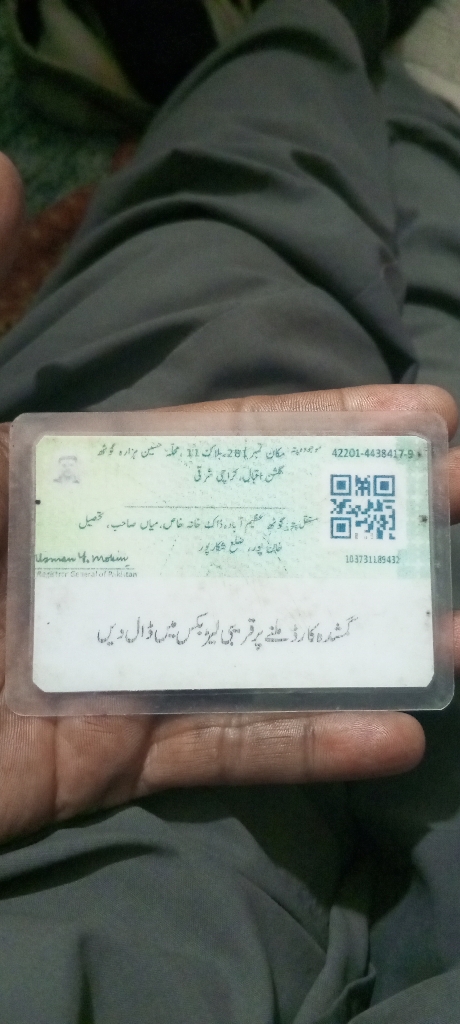 موجودہ پتہ مکان نمبر 281، بلاک 11، محلہ حسین ہزارہ گوٹھ
42201-4438417-9
گلشن اقبال، کراچی شرقی
مستقل پتہ گوٹھ عظیم آباد، ڈاک خانہ خاص، میاں صاحب، تحصیل
خان پور، ضلع شکارپور
103731189432
Usman Y. Mobin
Registrar General of Pakistan
گمشدہ کارڈ ملنے پر قریبی لیٹر بکس میں ڈال دیں